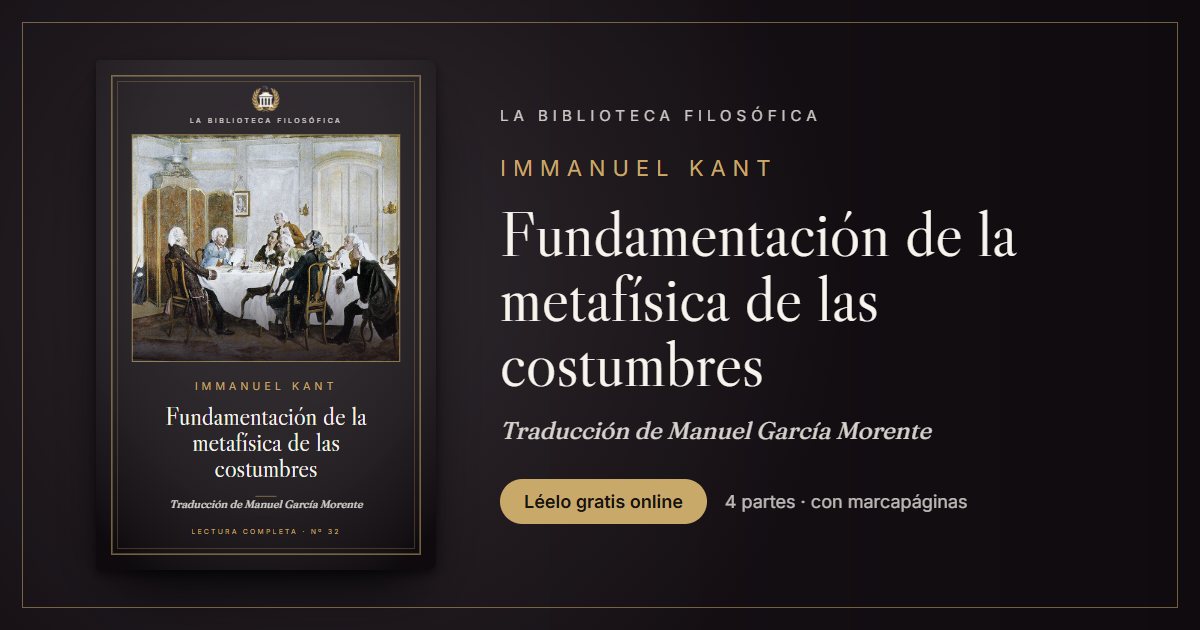 LA BIBLIOTECA FILOSÓFICA
IMMANUEL KANT
Fundamentación de la
metafísica de las
costumbres
Traducción de Manuel García Morente
LECTURA COMPLETA · Nº 32
LA BIBLIOTECA FILOSÓFICA
IMMANUEL KANT
Fundamentación de la
metafísica de las
costumbres
Traducción de Manuel García Morente
Léelo gratis online
4 partes · con marcapáginas